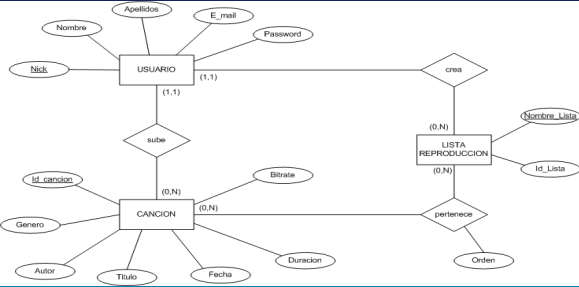 Apellidos
E_mail
Nombre
Password
Nick
USUARIO
(1,1)
(1,1)
crea
sube
(0,N)
Nombre_Lista
LISTA
REPRODUCCION
(0,N)
Id_Lista
Id_cancion
Bitrate
(0,N)
(0,N)
CANCION
pertenece
Genero
Autor
Titulo
Fecha
Duracion
Orden